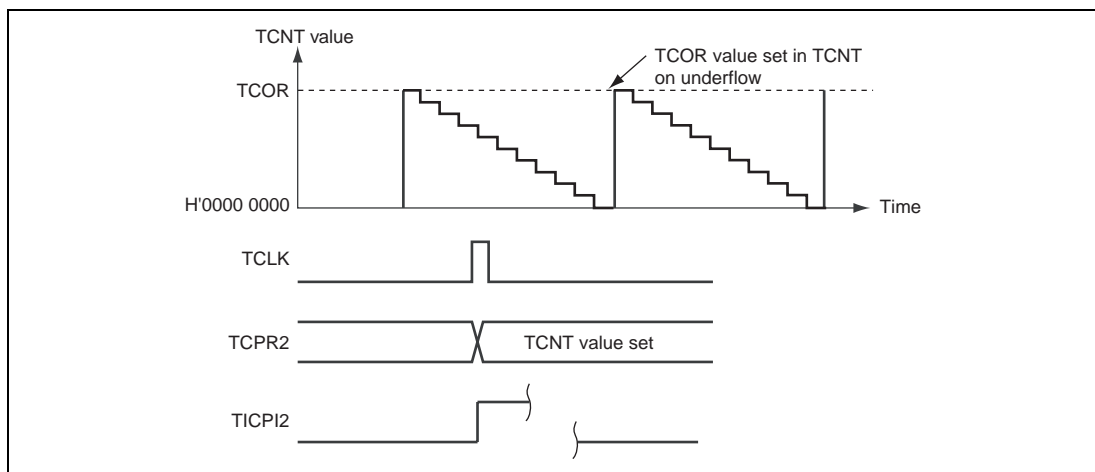 TCNT value
TCOR value set in TCNT
on underflow
TCOR
H'0000 0000
Time
TCLK
TCPR2
TCNT value set
TICPI2